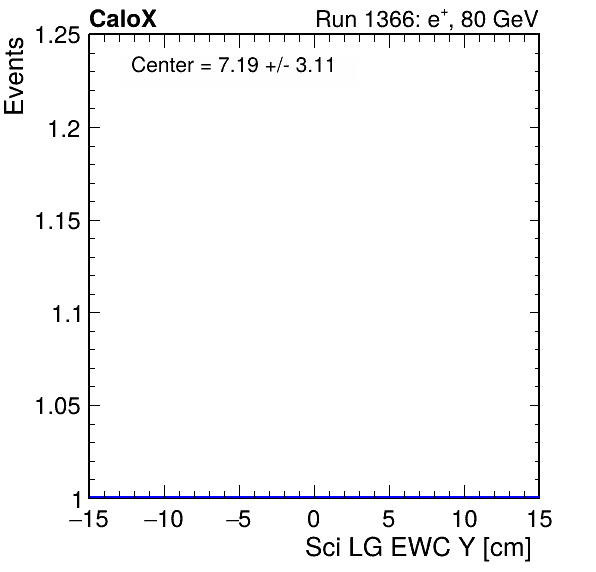 CaloX Run 1366: e⁺, 80 GeV
Events
Center = 7.19 +/- 3.11
1.25
1.2
1.15
1.1
1.05
1
−15 −10 −5 0 5 10 15
Sci LG EWC Y [cm]